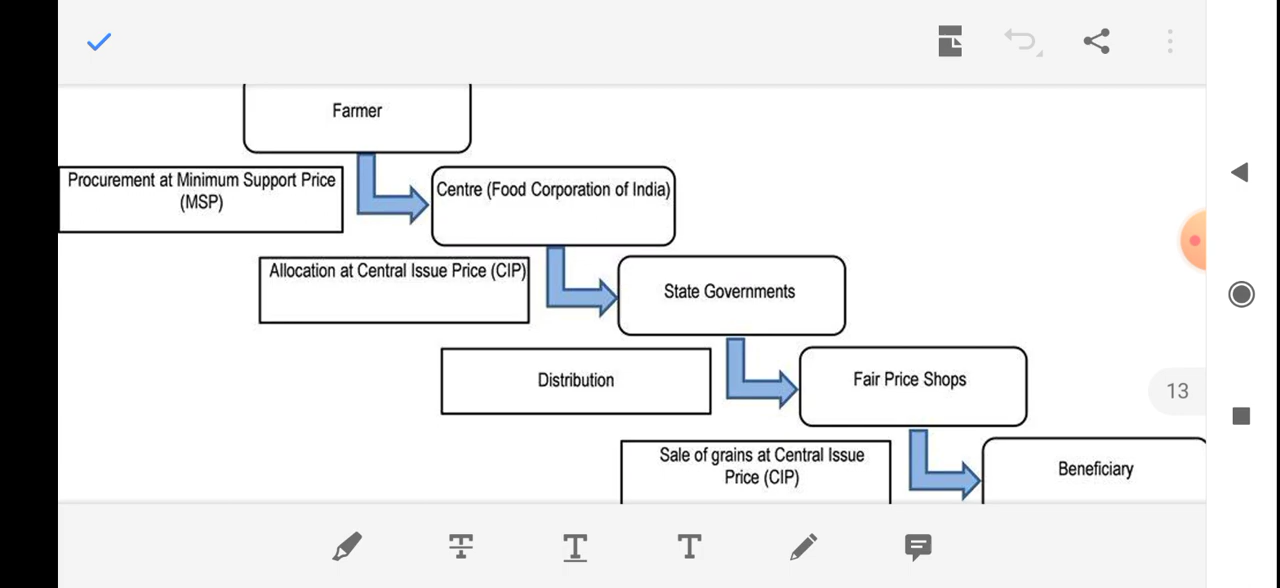 Farmer
Procurement at Minimum Support Price
(MSP)
Centre (Food Corporation of India)
Allocation at Central Issue Price (CIP)
State Governments
Distribution
Fair Price Shops
13
Sale of grains at Central Issue
Price (CIP)
Beneficiary
T
T
T